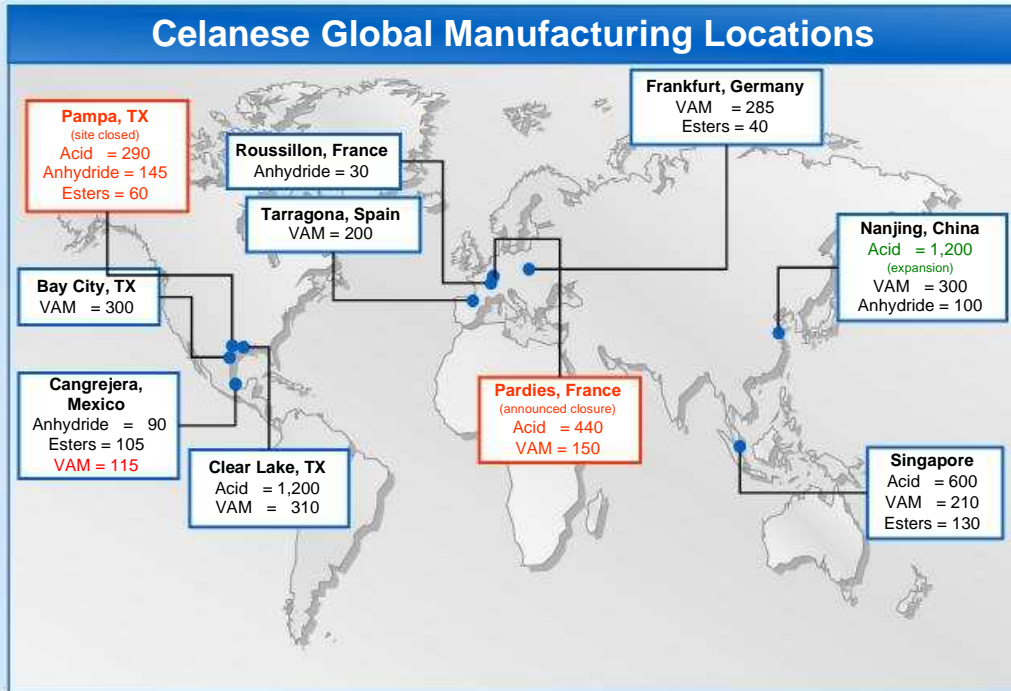 Celanese Global Manufacturing Locations
Pampa, TX
(site closed)
Acid = 290
Anhydride = 145
Esters = 60
Roussillon, France
Anhydride = 30
Tarragona, Spain
VAM = 200
Frankfurt, Germany
VAM = 285
Esters = 40
Nanjing, China
Acid = 1,200
(expansion)
VAM = 300
Anhydride = 100
Bay City, TX
VAM = 300
Cangrejera,
Mexico
Anhydride = 90
Esters = 105
VAM = 115
Clear Lake, TX
Acid = 1,200
VAM = 310
Pardies, France
(announced closure)
Acid = 440
VAM = 150
Singapore
Acid = 600
VAM = 210
Esters = 130